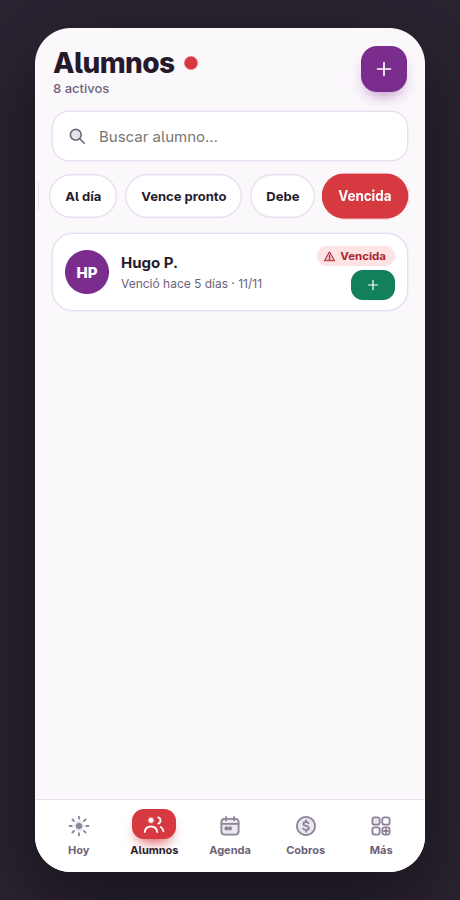 Alumnos
8 activos
Buscar alumno...
Al día
Vence pronto
Debe
Vencida
HP
Hugo P.
Venció hace 5 días · 11/11
Vencida
Hoy
Alumnos
Agenda
Cobros
Más